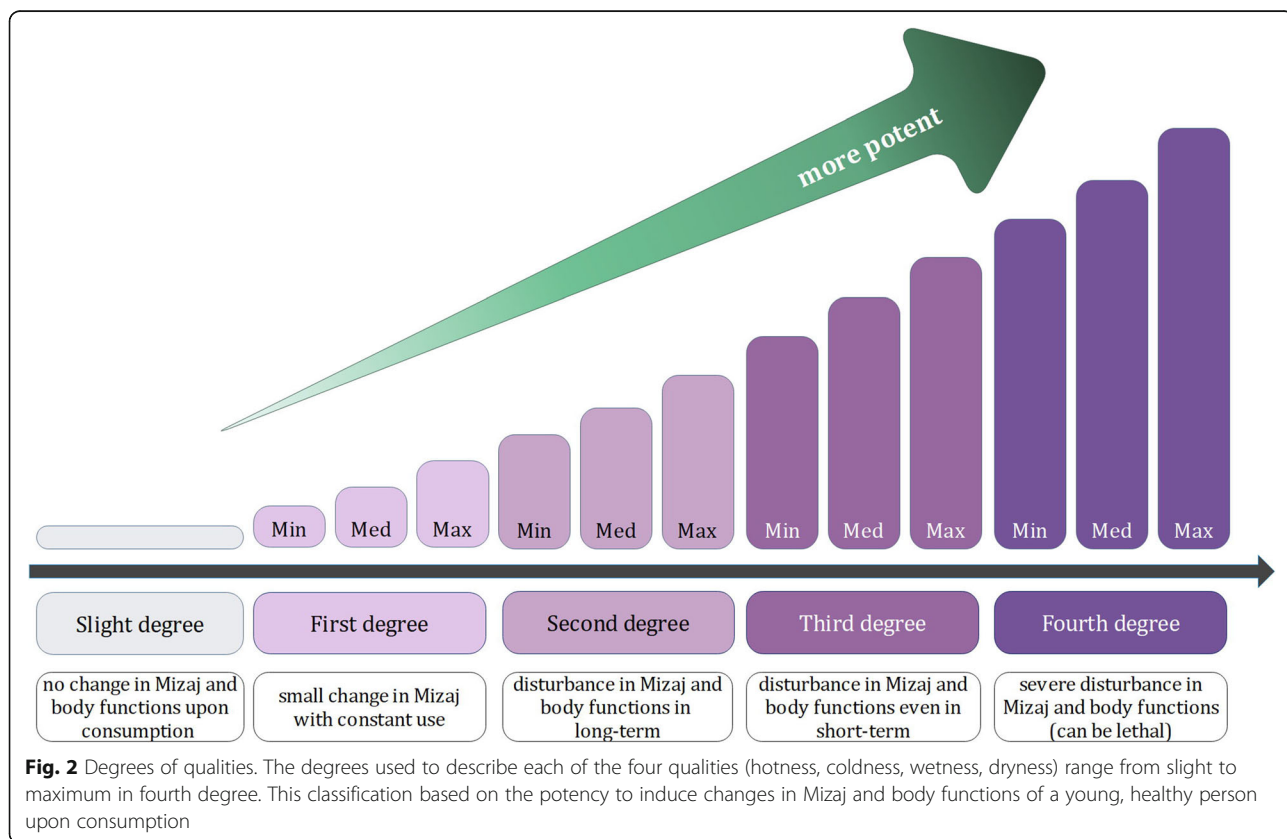 more potent
Min Med Max Min Med Max Min Med Max Min Med Max
Slight degree First degree Second degree Third degree Fourth degree
no change in Mizaj and
body functions upon
consumption
small change in Mizaj
with constant use
disturbance in Mizaj and
body functions in
long-term
disturbance in Mizaj and
body functions even in
short-term
severe disturbance in
Mizaj and body functions
(can be lethal)
Fig. 2 Degrees of qualities. The degrees used to describe each of the four qualities (hotness, coldness, wetness, dryness) range from slight to
maximum in fourth degree. This classification based on the potency to induce changes in Mizaj and body functions of a young, healthy person
upon consumption